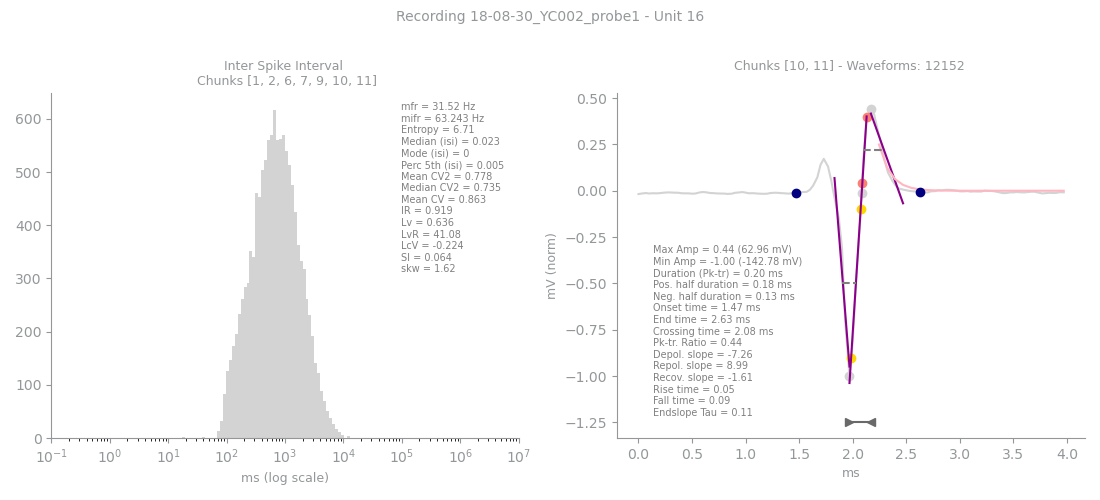 Recording 18-08-30_YC002_probe1 - Unit 16
Inter Spike Interval
Chunks [1, 2, 6, 7, 9, 10, 11]
600
500
400
300
200
100
0
mfr = 31.52 Hz
mifr = 63.243 Hz
Entropy = 6.71
Median (isi) = 0.023
Mode (isi) = 0
Perc 5th (isi) = 0.005
Mean CV2 = 0.778
Median CV2 = 0.735
Mean CV = 0.863
IR = 0.919
Lv = 0.636
LvR = 41.08
LcV = -0.224
SI = 0.064
skw = 1.62
10⁻¹ 10⁰ 10¹ 10² 10³ 10⁴ 10⁵ 10⁶ 10⁷
ms (log scale)
Chunks [10, 11] - Waveforms: 12152
mV (norm)
0.50
0.25
0.00
−0.25
−0.50
−0.75
−1.00
−1.25
Max Amp = 0.44 (62.96 mV)
Min Amp = -1.00 (-142.78 mV)
Duration (Pk-tr) = 0.20 ms
Pos. half duration = 0.18 ms
Neg. half duration = 0.13 ms
Onset time = 1.47 ms
End time = 2.63 ms
Crossing time = 2.08 ms
Pk-tr. Ratio = 0.44
Depol. slope = -7.26
Repol. slope = 8.99
Recov. slope = -1.61
Rise time = 0.05
Fall time = 0.09
Endslope Tau = 0.11
0.0 0.5 1.0 1.5 2.0 2.5 3.0 3.5 4.0
ms